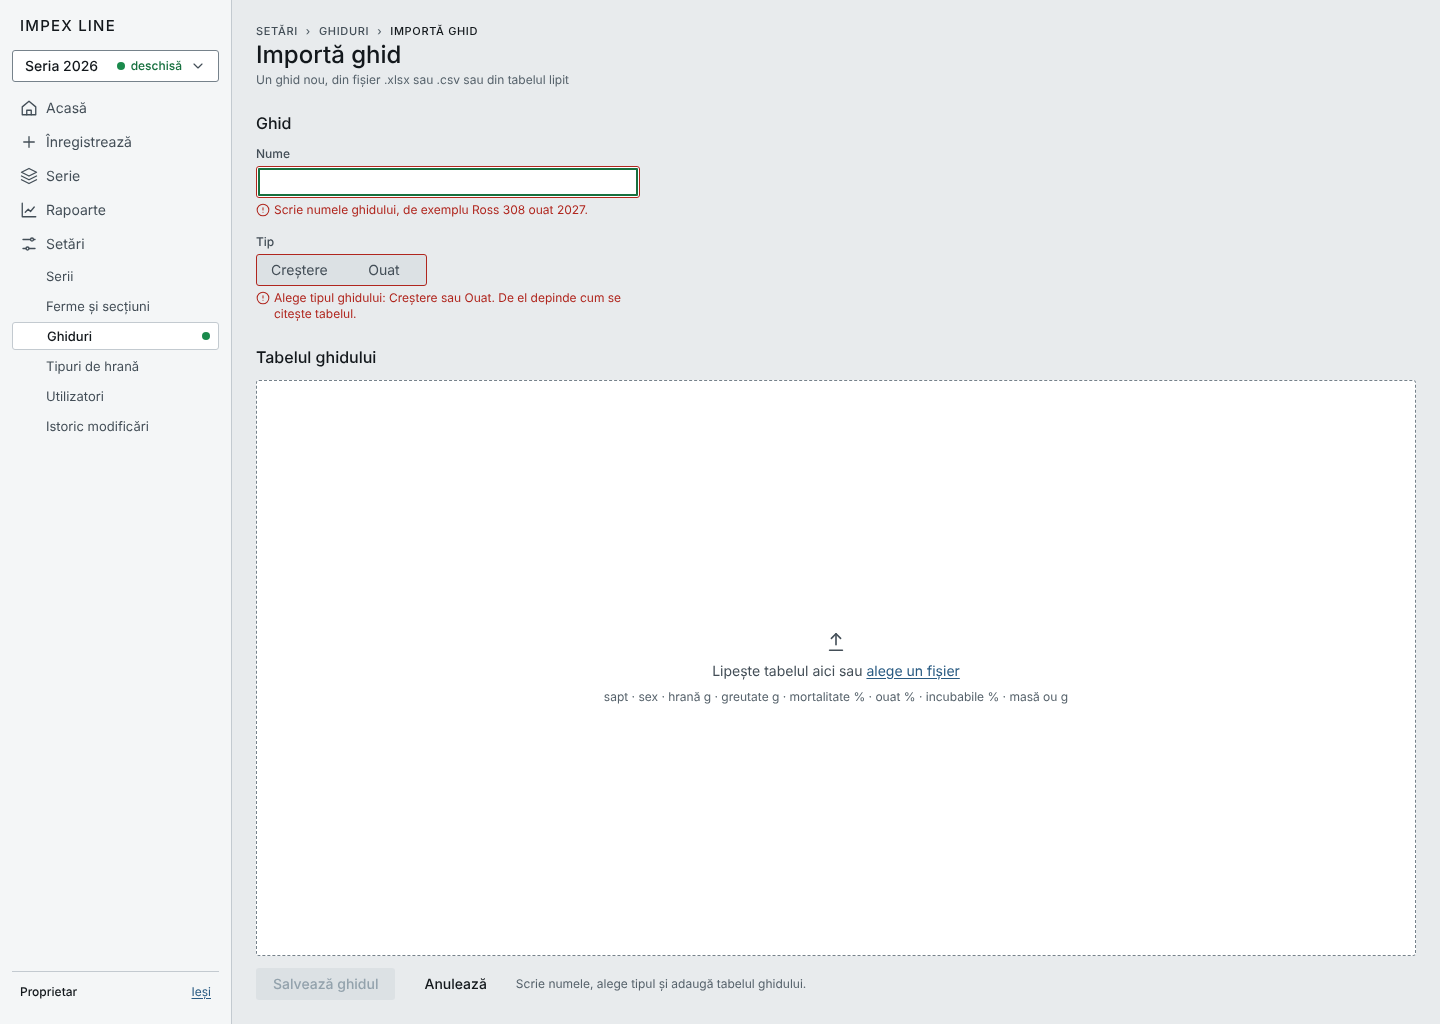 IMPEX LINE
Seria 2026 deschisă
Acasă
Înregistrează
Serie
Rapoarte
Setări
Serii
Ferme și secțiuni
Ghiduri
Tipuri de hrană
Utilizatori
Istoric modificări
Proprietar Ieși
SETĂRI › GHIDURI › IMPORTĂ GHID
Importă ghid
Un ghid nou, din fișier .xlsx sau .csv sau din tabelul lipit
Ghid
Nume
Scrie numele ghidului, de exemplu Ross 308 ouat 2027.
Tip
Creștere Ouat
Alege tipul ghidului: Creștere sau Ouat. De el depinde cum se
citește tabelul.
Tabelul ghidului
Lipește tabelul aici sau alege un fișier
sapt · sex · hrană g · greutate g · mortalitate % · ouat % · incubabile % · masă ou g
Salvează ghidul Anulează Scrie numele, alege tipul și adaugă tabelul ghidului.